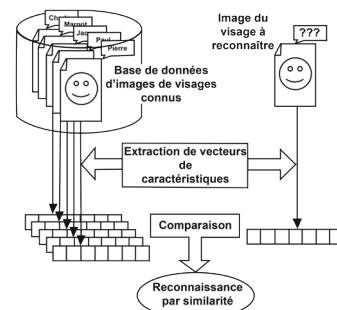 Margot
Paul
Pierre
Base de données
d'images de visages
connus
Image du
visage à
reconnaître
???
Extraction de vecteurs
de
caractéristiques
Comparaison
Reconnaissance
par similarité